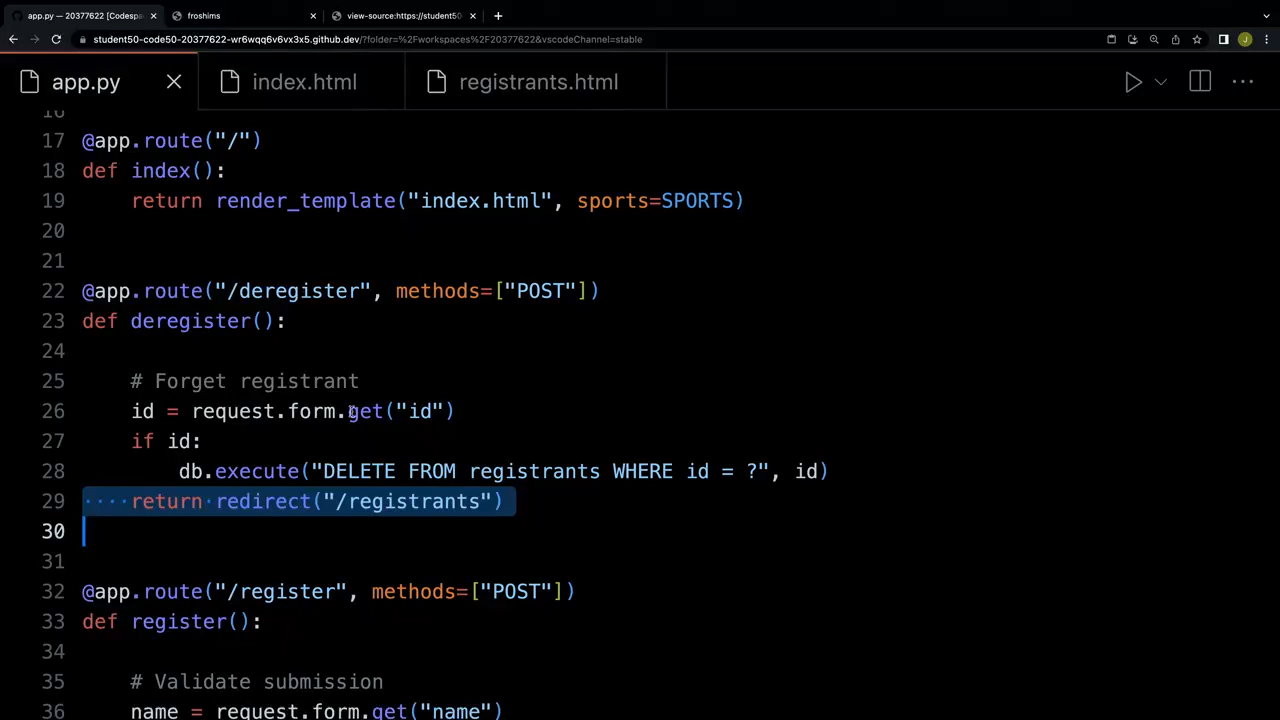 app.py — 20377622 [Codespa
froshims
view-source:https://student50
student50-code50-20377622-wr6wqq6v6vx3x5.github.dev/?folder=%2Fworkspaces%2F20377622&vscodeChannel=stable
J
app.py
index.html
registrants.html
16
17 @app.route("/")
18 def index():
19 return render_template("index.html", sports=SPORTS)
20
21
22 @app.route("/deregister", methods=["POST"])
23 def deregister():
24
25 # Forget registrant
26 id = request.form.get("id")
27 if id:
28 db.execute("DELETE FROM registrants WHERE id = ?", id)
29 ····return·redirect("/registrants")
30
31
32 @app.route("/register", methods=["POST"])
33 def register():
34
35 # Validate submission
36 name = request.form.get("name")